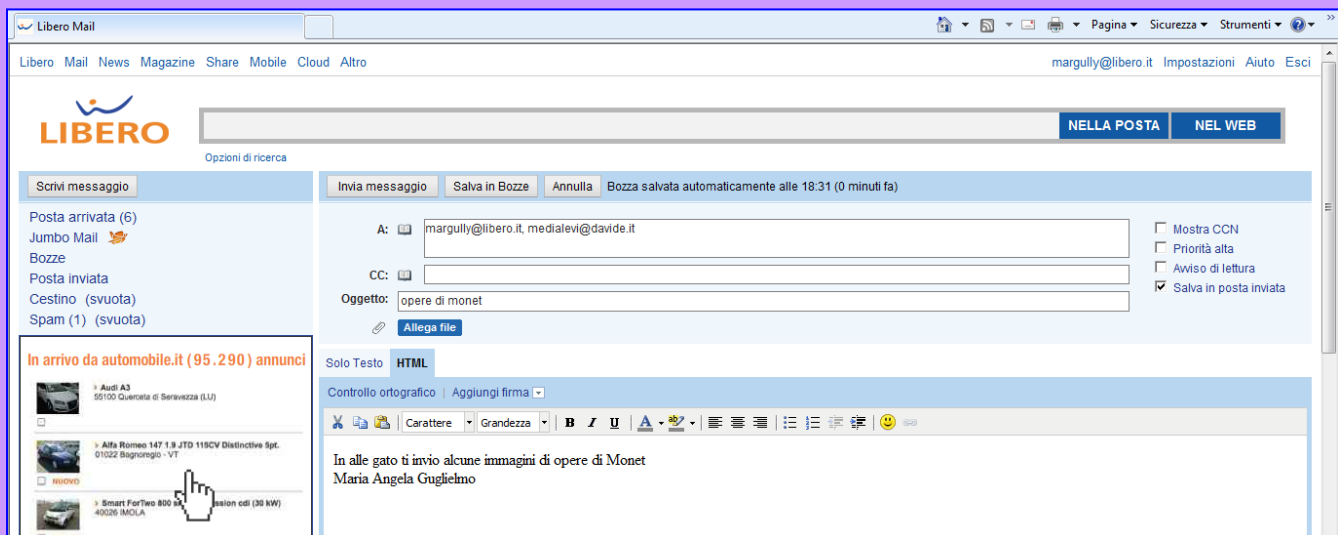 Libero Mail
Pagina Sicurezza Strumenti
Libero Mail News Magazine Share Mobile Cloud Altro
margully@libero.it Impostazioni Aiuto Esci
LIBERO
NELLA POSTA NEL WEB
Opzioni di ricerca
Scrivi messaggio
Posta arrivata (6)
Jumbo Mail
Bozze
Posta inviata
Cestino (svuota)
Spam (1) (svuota)
In arrivo da automobile.it (95.290) annunci
Audi A3
55100 Querceta di Seravezza (LU)
Alfa Romeo 147 1.9 JTD 115CV Distinctive 5pt.
01022 Bagnoregio - VT
NUOVO
Smart ForTwo 800 cdi (30 kW)
40026 IMOLA
Invia messaggio Salva in Bozze Annulla Bozza salvata automaticamente alle 18:31 (0 minuti fa)
A: margully@libero.it, medialevi@davide.it
CC:
Oggetto: opere di monet
Allega file
Mostra CCN
Priorità alta
Avviso di lettura
Salva in posta inviata
Solo Testo HTML
Controllo ortografico | Aggiungi firma
Carattere Grandezza B I U A ab
In alle gato ti invio alcune immagini di opere di Monet
Maria Angela Guglielmo